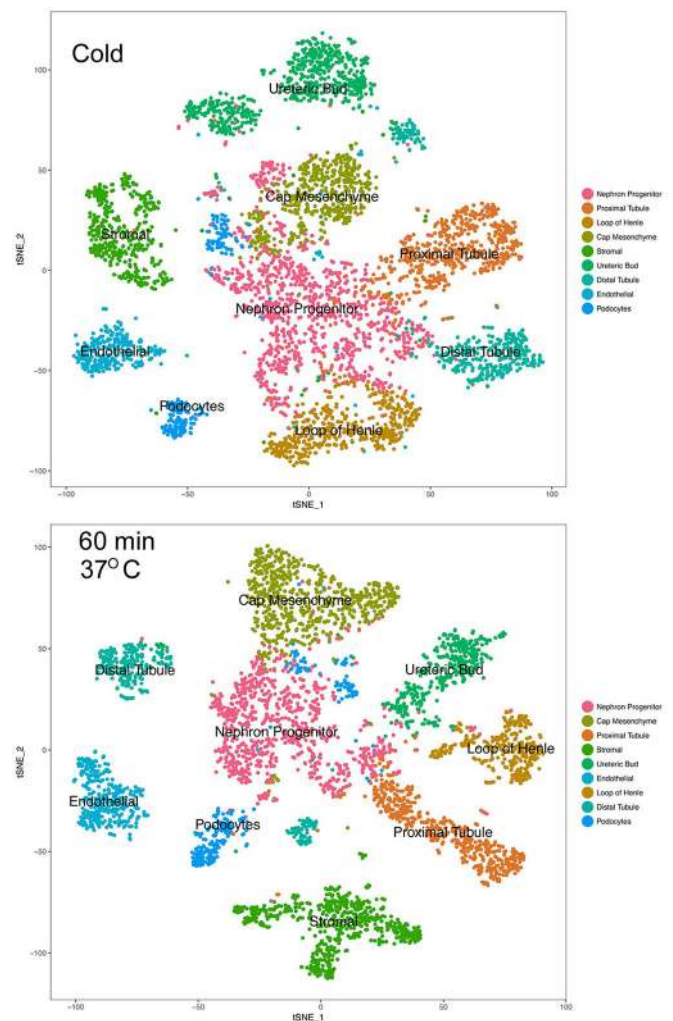 Cold
100
50
0
−50
−100
tSNE_2
Ureteric Bud
Cap Mesenchyme
Stromal
Proximal Tubule
Nephron Progenitor
Endothelial
Distal Tubule
Podocytes
Loop of Henle
−100
−50
0
50
100
tSNE_1
Nephron Progenitor
Proximal Tubule
Loop of Henle
Cap Mesenchyme
Stromal
Ureteric Bud
Distal Tubule
Endothelial
Podocytes
60 min
37° C
100
50
0
−50
−100
tSNE_2
Cap Mesenchyme
Distal Tubule
Ureteric Bud
Nephron Progenitor
Loop of Henle
Endothelial
Podocytes
Proximal Tubule
Stromal
−100
−50
0
50
100
tSNE_1
Nephron Progenitor
Cap Mesenchyme
Proximal Tubule
Stromal
Ureteric Bud
Endothelial
Loop of Henle
Distal Tubule
Podocytes